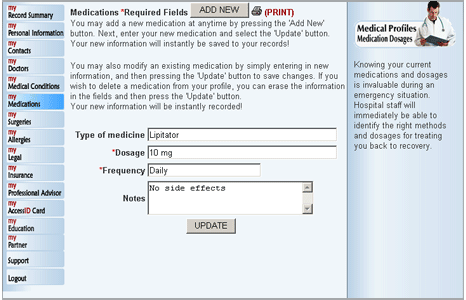 my
Record Summary
my
Personal Information
my
Contacts
my
Doctors
my
Medical Conditions
my
Medications
my
Surgeries
my
Allergies
my
Legal
my
Insurance
my
Professional Advisor
my
AccessID Card
my
Education
my
Partner
Support
Logout
Medications *Required Fields ADD NEW (PRINT)
You may add a new medication at anytime by pressing the 'Add New'
button. Next, enter your new medication and select the 'Update' button.
Your new information will instantly be saved to your records!
You may also modify an existing medication by simply entering in new
information, and then pressing the 'Update' button to save changes. If you
wish to delete a medication from your profile, you can erase the information
in the fields and then press the 'Update' button.
Your new information will be instantly recorded!
Type of medicine Lipitator
*Dosage 10 mg
*Frequency Daily
Notes No side effects
UPDATE
Medical Profiles
Medication Dosages
Knowing your current
medications and dosages
is invaluable during an
emergency situation.
Hospital staff will
immediately be able to
identify the right methods
and dosages for treating
you back to recovery.